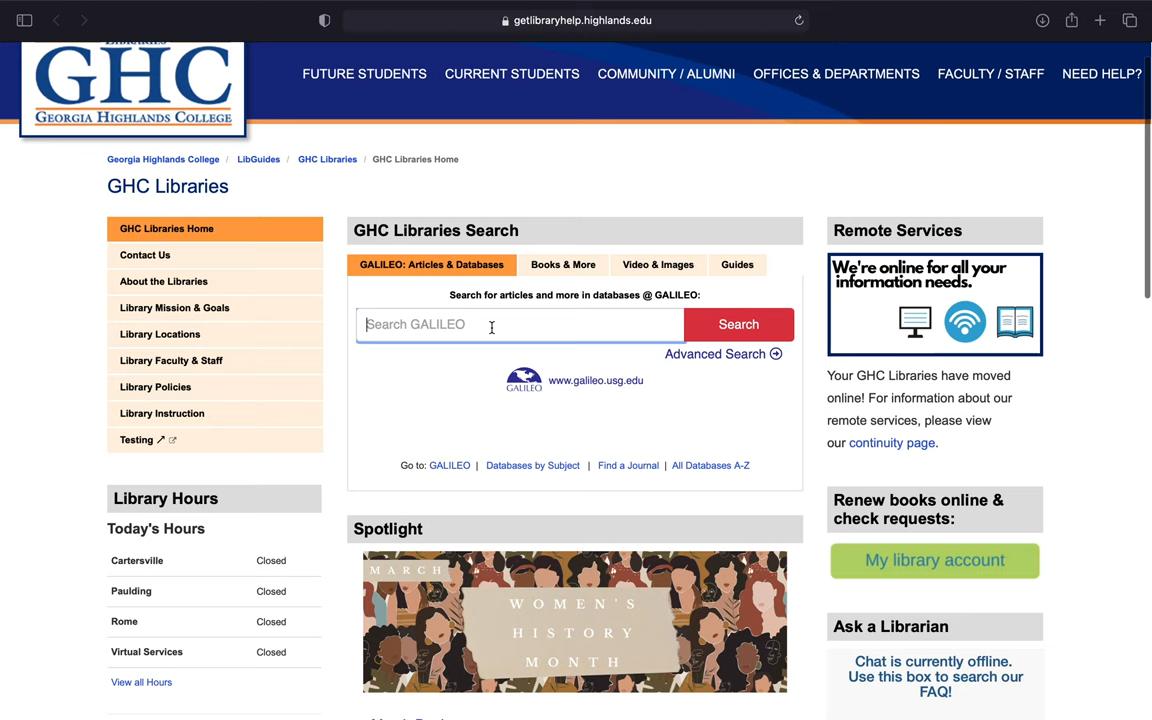 getlibraryhelp.highlands.edu
GHC
GEORGIA HIGHLANDS COLLEGE
FUTURE STUDENTS
CURRENT STUDENTS
COMMUNITY / ALUMNI
OFFICES & DEPARTMENTS
FACULTY / STAFF
NEED HELP?
Georgia Highlands College / LibGuides / GHC Libraries / GHC Libraries Home
GHC Libraries
GHC Libraries Home
Contact Us
About the Libraries
Library Mission & Goals
Library Locations
Library Faculty & Staff
Library Policies
Library Instruction
Testing
Library Hours
Today's Hours
Cartersville Closed
Paulding Closed
Rome Closed
Virtual Services Closed
View all Hours
GHC Libraries Search
GALILEO: Articles & Databases
Books & More
Video & Images
Guides
Search for articles and more in databases @ GALILEO:
Search GALILEO
Search
Advanced Search
GALILEO
www.galileo.usg.edu
Go to: GALILEO | Databases by Subject | Find a Journal | All Databases A-Z
Spotlight
MARCH
WOMEN'S
HISTORY
MONTH
Remote Services
We're online for all your
information needs.
Your GHC Libraries have moved
online! For information about our
remote services, please view
our continuity page.
Renew books online &
check requests:
My library account
Ask a Librarian
Chat is currently offline.
Use this box to search our
FAQ!